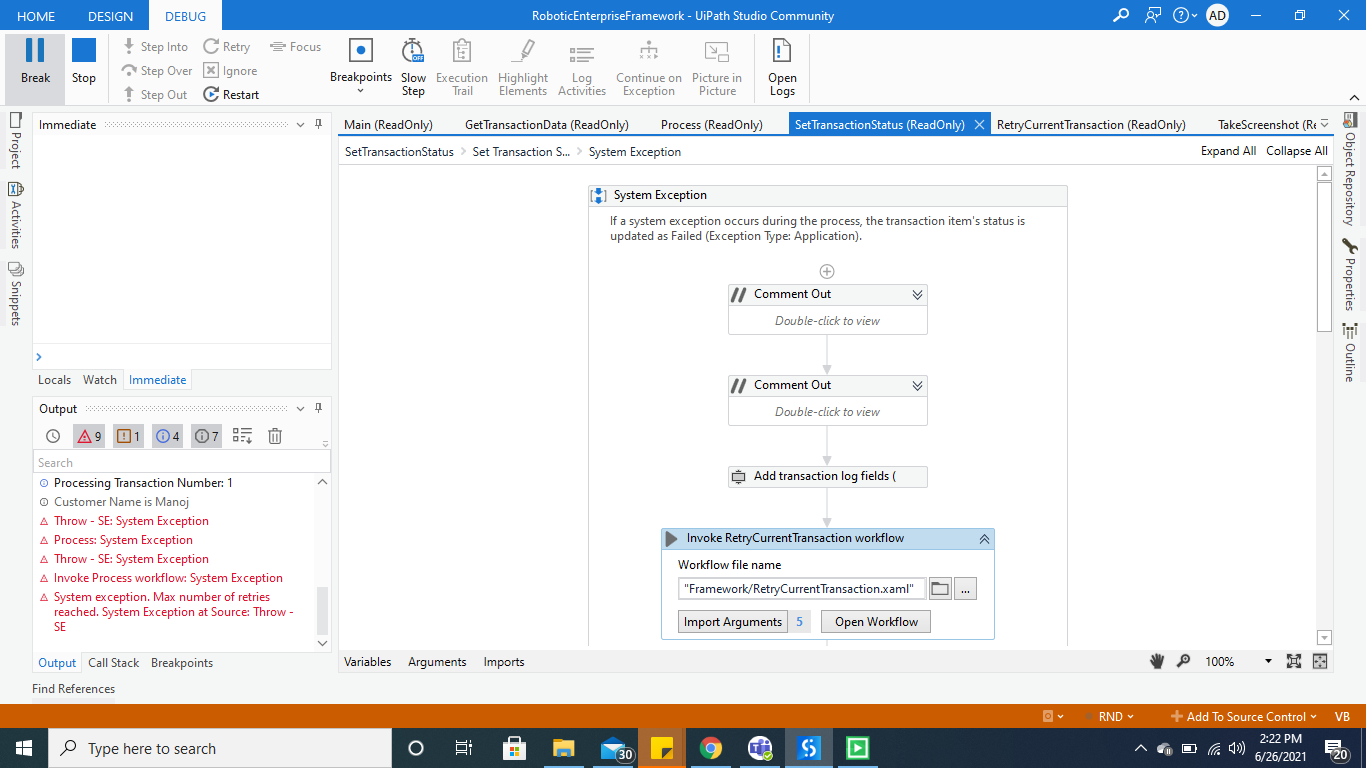 HOME DESIGN DEBUG
RoboticEnterpriseFramework - UiPath Studio Community
AD
Break
Stop
Step Into
Step Over
Step Out
Retry
Ignore
Restart
Focus
Breakpoints
Slow
Step
OFF
Execution
Trail
Highlight
Elements
Log
Activities
Continue on
Exception
Picture in
Picture
Open
Logs
Project
Activities
Snippets
Immediate
Locals Watch Immediate
Output
9 1 4 7
Search
Processing Transaction Number: 1
Customer Name is Manoj
Throw - SE: System Exception
Process: System Exception
Throw - SE: System Exception
Invoke Process workflow: System Exception
System exception. Max number of retries
reached. System Exception at Source: Throw -
SE
Output Call Stack Breakpoints
Find References
Main (ReadOnly) GetTransactionData (ReadOnly) Process (ReadOnly) SetTransactionStatus (ReadOnly) RetryCurrentTransaction (ReadOnly) TakeScreenshot (Re
SetTransactionStatus Set Transaction S... System Exception
Expand All Collapse All
System Exception
If a system exception occurs during the process, the transaction item's status is
updated as Failed (Exception Type: Application).
Comment Out
Double-click to view
Comment Out
Double-click to view
Add transaction log fields (
Invoke RetryCurrentTransaction workflow
Workflow file name
"Framework/RetryCurrentTransaction.xaml"
...
Import Arguments 5 Open Workflow
Variables Arguments Imports
100%
Object Repository
Properties
Outline
RND
Add To Source Control
VB
Type here to search
30
2:22 PM
6/26/2021
20